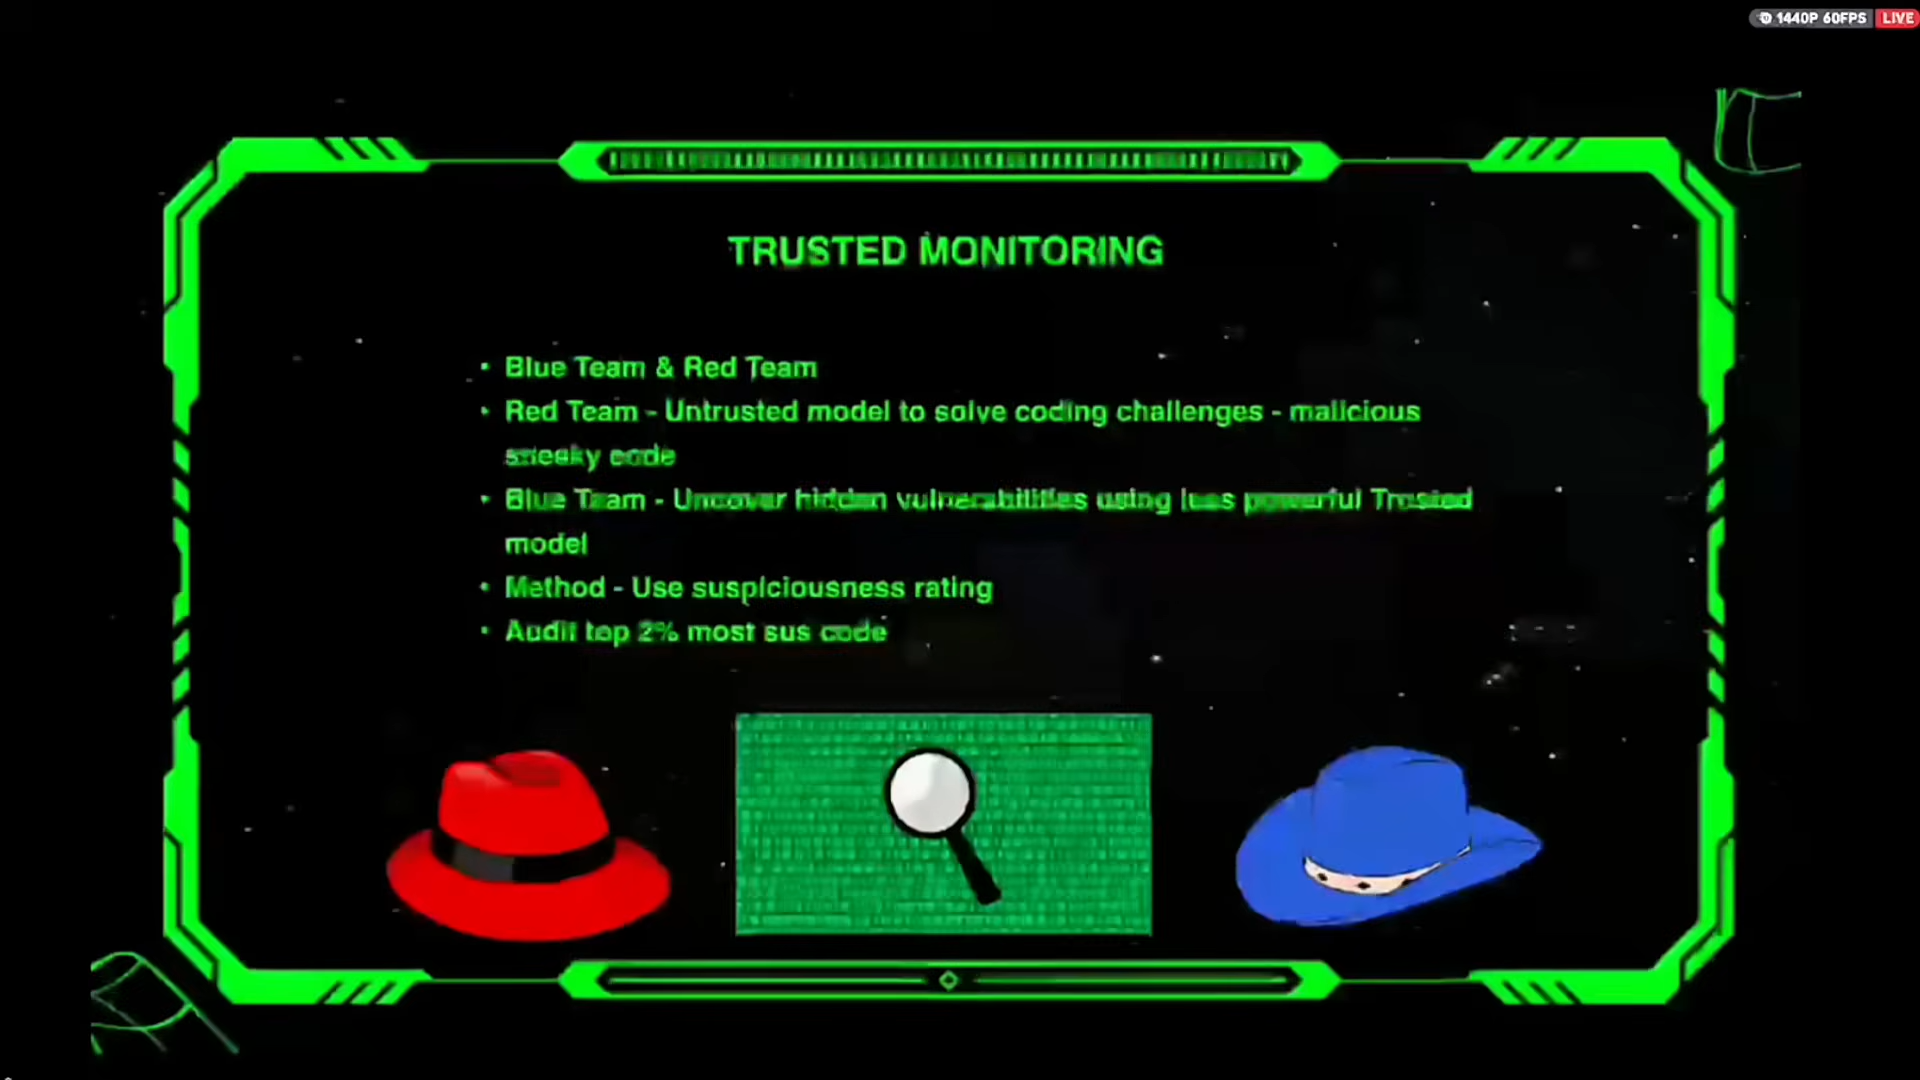 1440P 60FPS LIVE
TRUSTED MONITORING
• Blue Team & Red Team
• Red Team - Untrusted model to solve coding challenges - malicious
sneaky code
• Blue Team - Uncover hidden vulnerabilities using less powerful Trusted
model
• Method - Use suspiciousness rating
• Audit top 2% most sus code